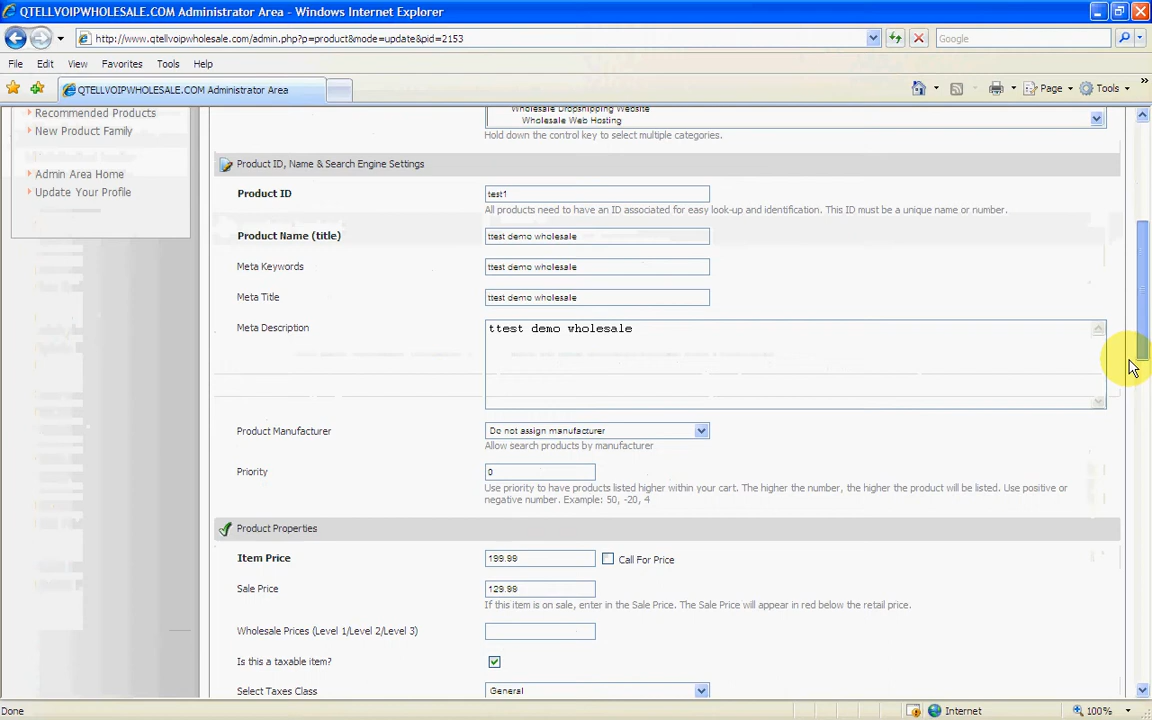 QTELLVOIPWHOLESALE.COM Administrator Area - Windows Internet Explorer
http://www.qtellvoipwholesale.com/admin.php?p=product&mode=update&pid=2153
Google
File Edit View Favorites Tools Help
QTELLVOIPWHOLESALE.COM Administrator Area
Page Tools
Recommended Products
New Product Family
Admin Area Home
Update Your Profile
Wholesale Dropshipping Website
Wholesale Web Hosting
Hold down the control key to select multiple categories.
Product ID, Name & Search Engine Settings
Product ID test1
All products need to have an ID associated for easy look-up and identification. This ID must be a unique name or number.
Product Name (title) ttest demo wholesale
Meta Keywords ttest demo wholesale
Meta Title ttest demo wholesale
Meta Description ttest demo wholesale
Product Manufacturer Do not assign manufacturer
Allow search products by manufacturer
Priority 0
Use priority to have products listed higher within your cart. The higher the number, the higher the product will be listed. Use positive or
negative number. Example: 50, -20, 4
Product Properties
Item Price 199.99 Call For Price
Sale Price 129.99
If this item is on sale, enter in the Sale Price. The Sale Price will appear in red below the retail price.
Wholesale Prices (Level 1/Level 2/Level 3)
Is this a taxable item?
Select Taxes Class General
Done Internet 100%